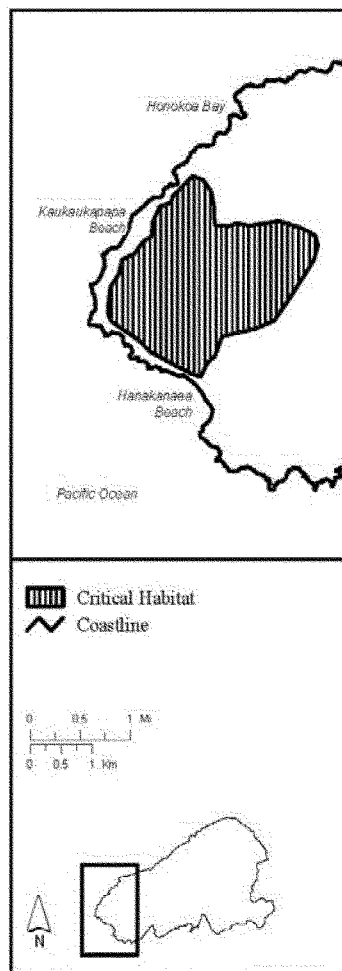 Honokoa Bay
Kaukaukapapa
Beach
Hanakanaea
Beach
Pacific Ocean
Critical Habitat
Coastline
0 0.5 1 Mi
0 0.5 1 Km
N